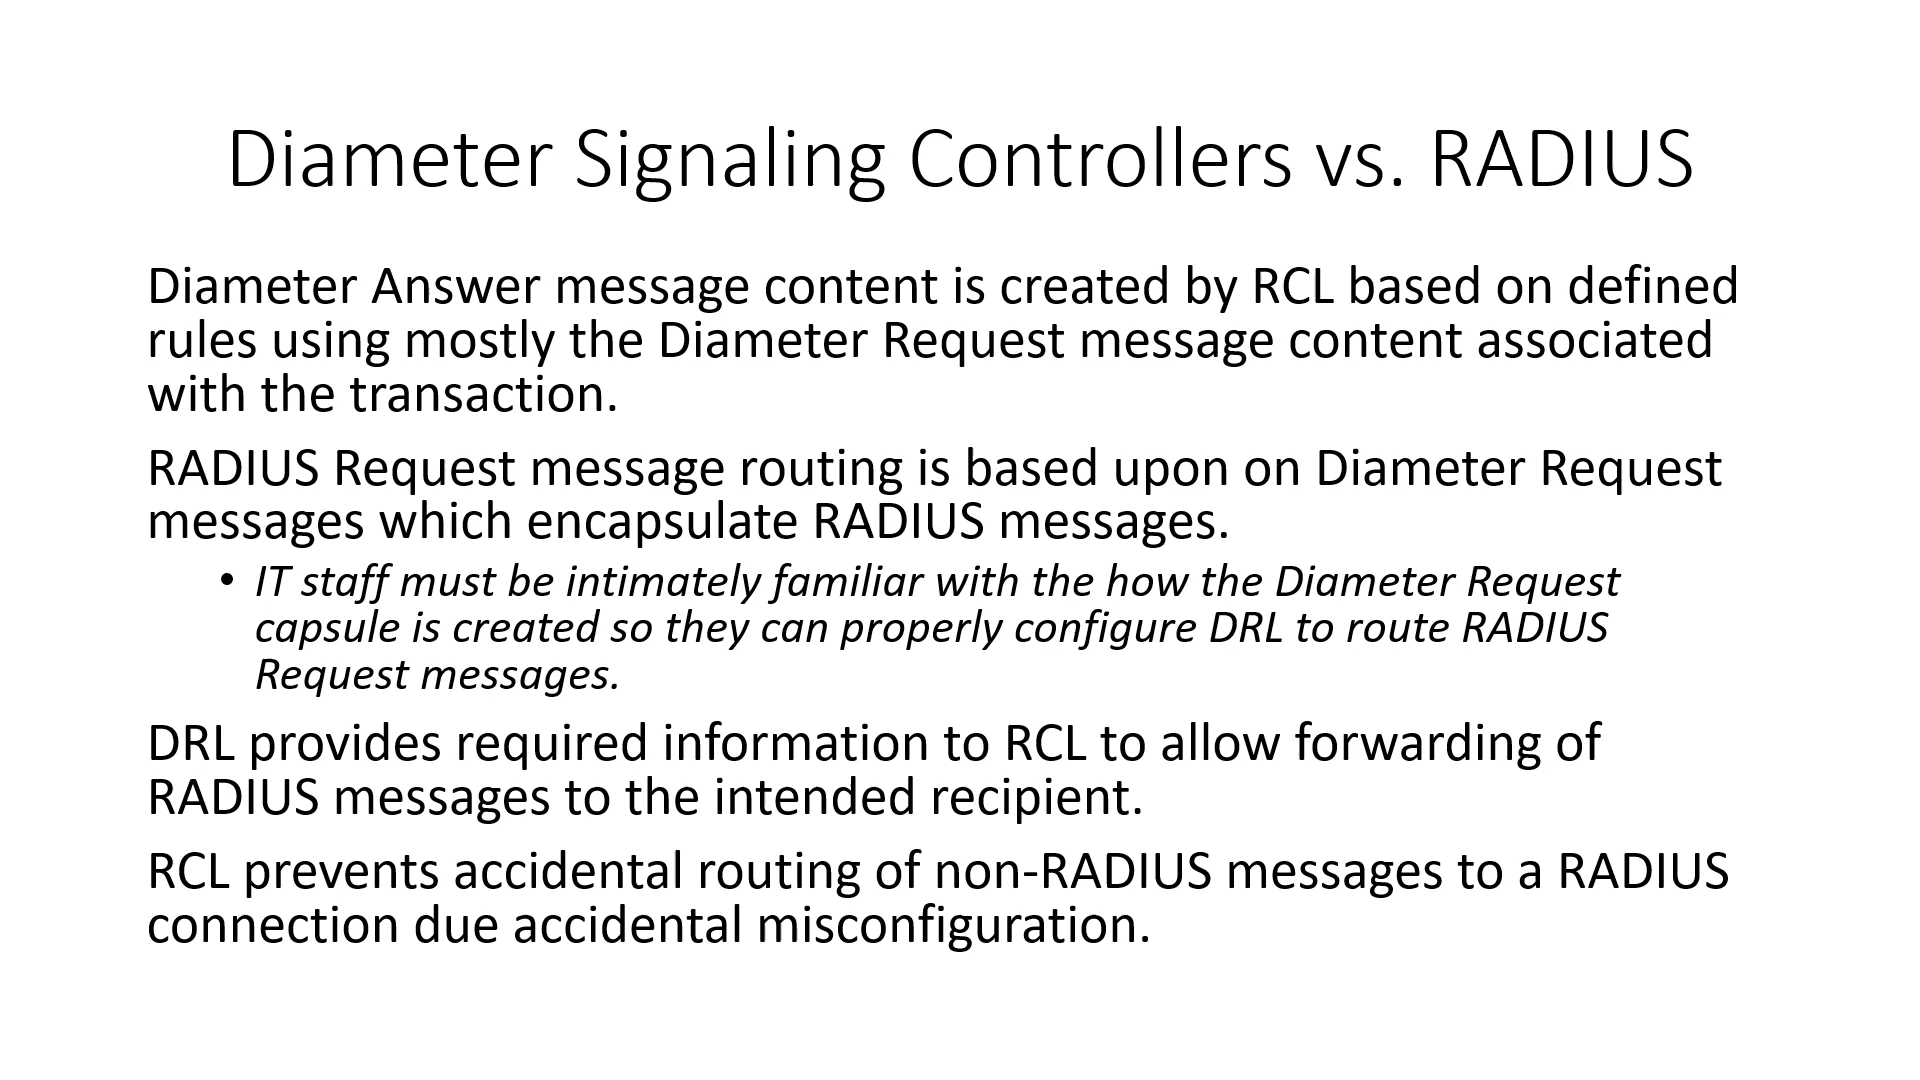 Diameter Signaling Controllers vs. RADIUS
Diameter Answer message content is created by RCL based on defined
rules using mostly the Diameter Request message content associated
with the transaction.
RADIUS Request message routing is based upon on Diameter Request
messages which encapsulate RADIUS messages.
• IT staff must be intimately familiar with the how the Diameter Request
capsule is created so they can properly configure DRL to route RADIUS
Request messages.
DRL provides required information to RCL to allow forwarding of
RADIUS messages to the intended recipient.
RCL prevents accidental routing of non-RADIUS messages to a RADIUS
connection due accidental misconfiguration.